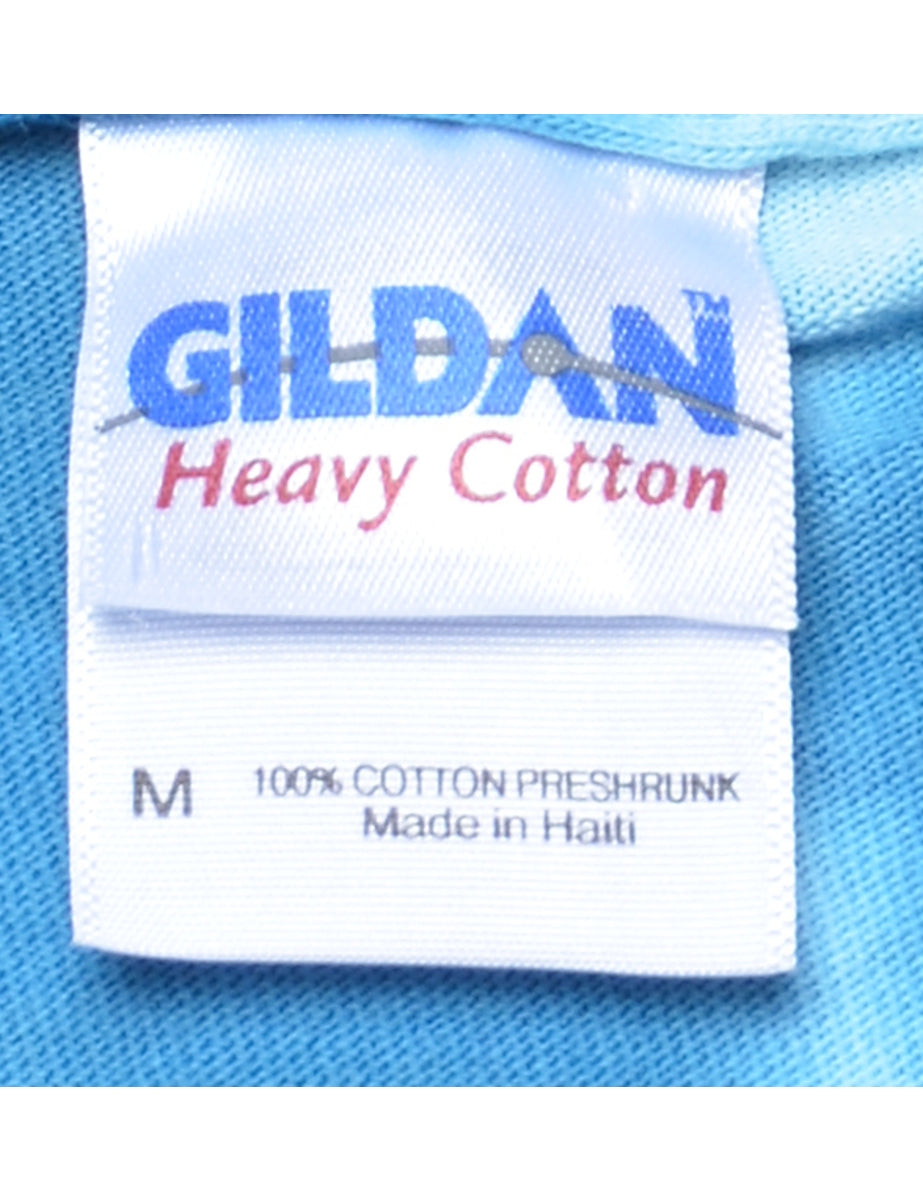 GILDAN™
Heavy Cotton
M 100% COTTON PRESHRUNK
Made in Haiti